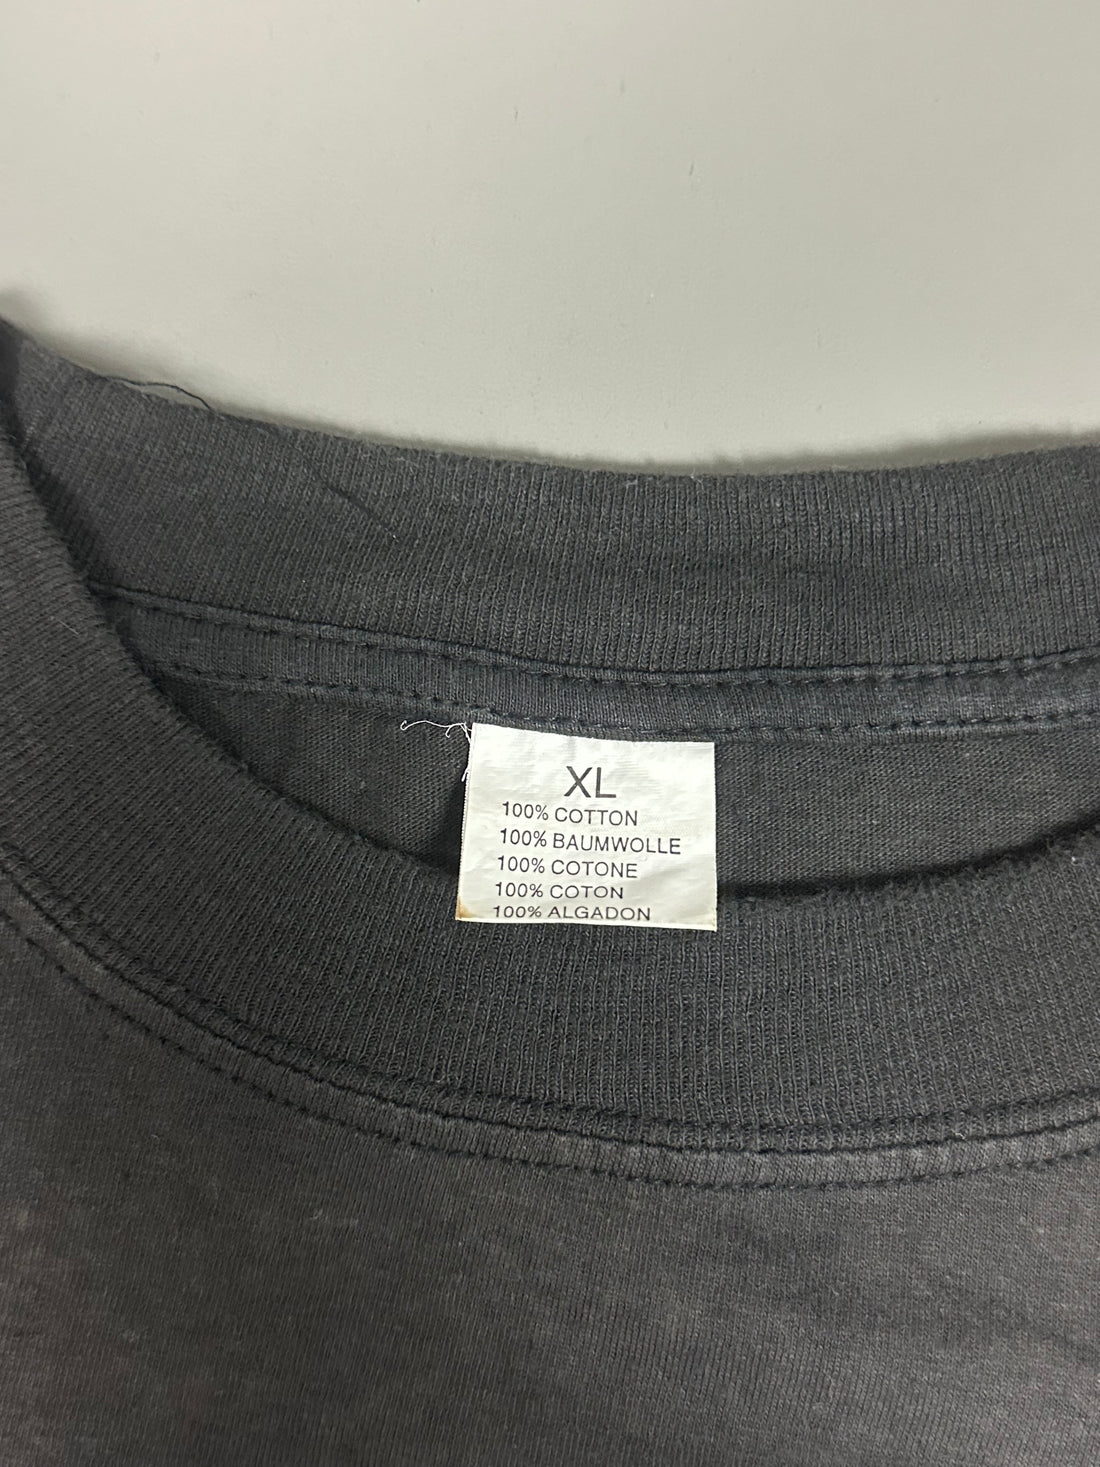 XL
100% COTTON
100% BAUMWOLLE
100% COTONE
100% COTON
100% ALGADON